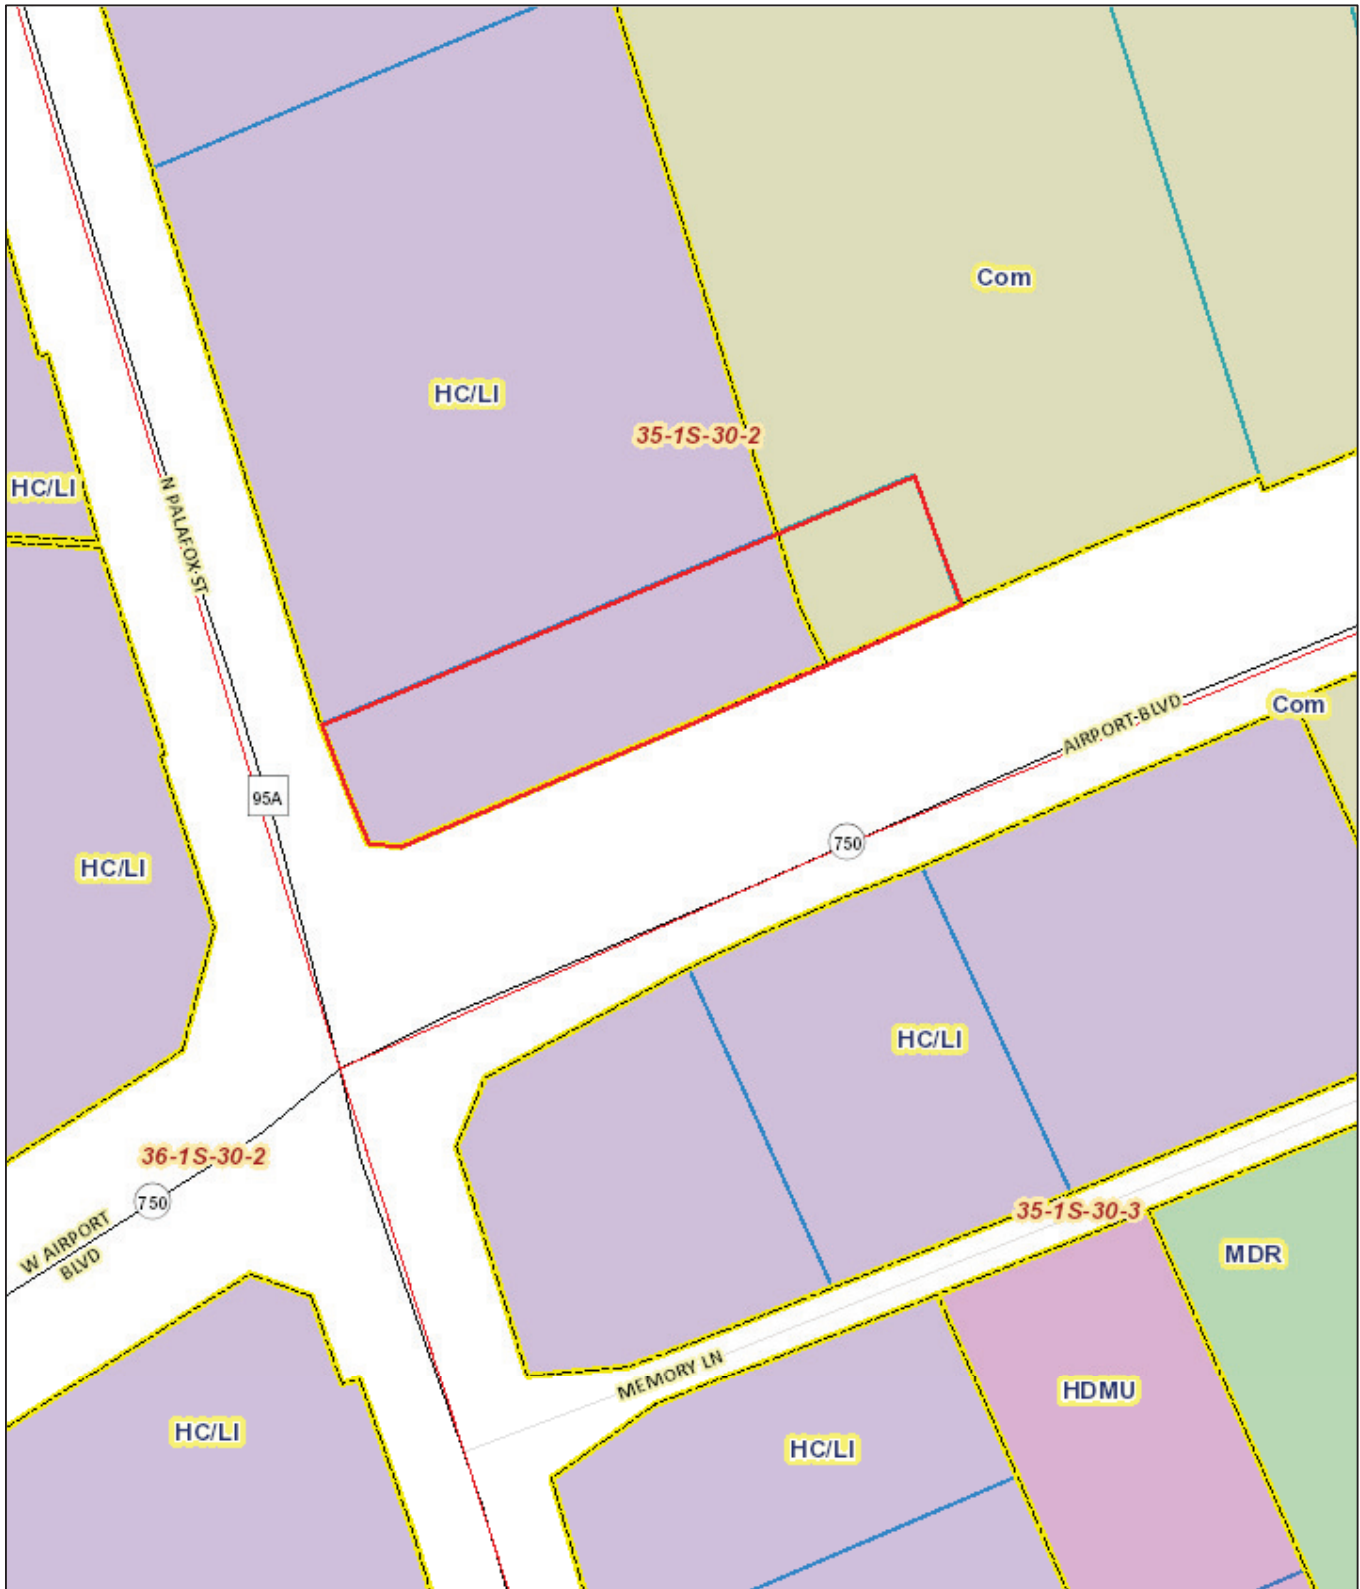 Com
HC/LI
35-1S-30-2
HC/LI
N PALAFOX ST
Com
AIRPORT BLVD
95A
750
HC/LI
HC/LI
36-1S-30-2
750
35-1S-30-3
W AIRPORT
BLVD
MDR
MEMORY LN
HDMU
HC/LI
HC/LI